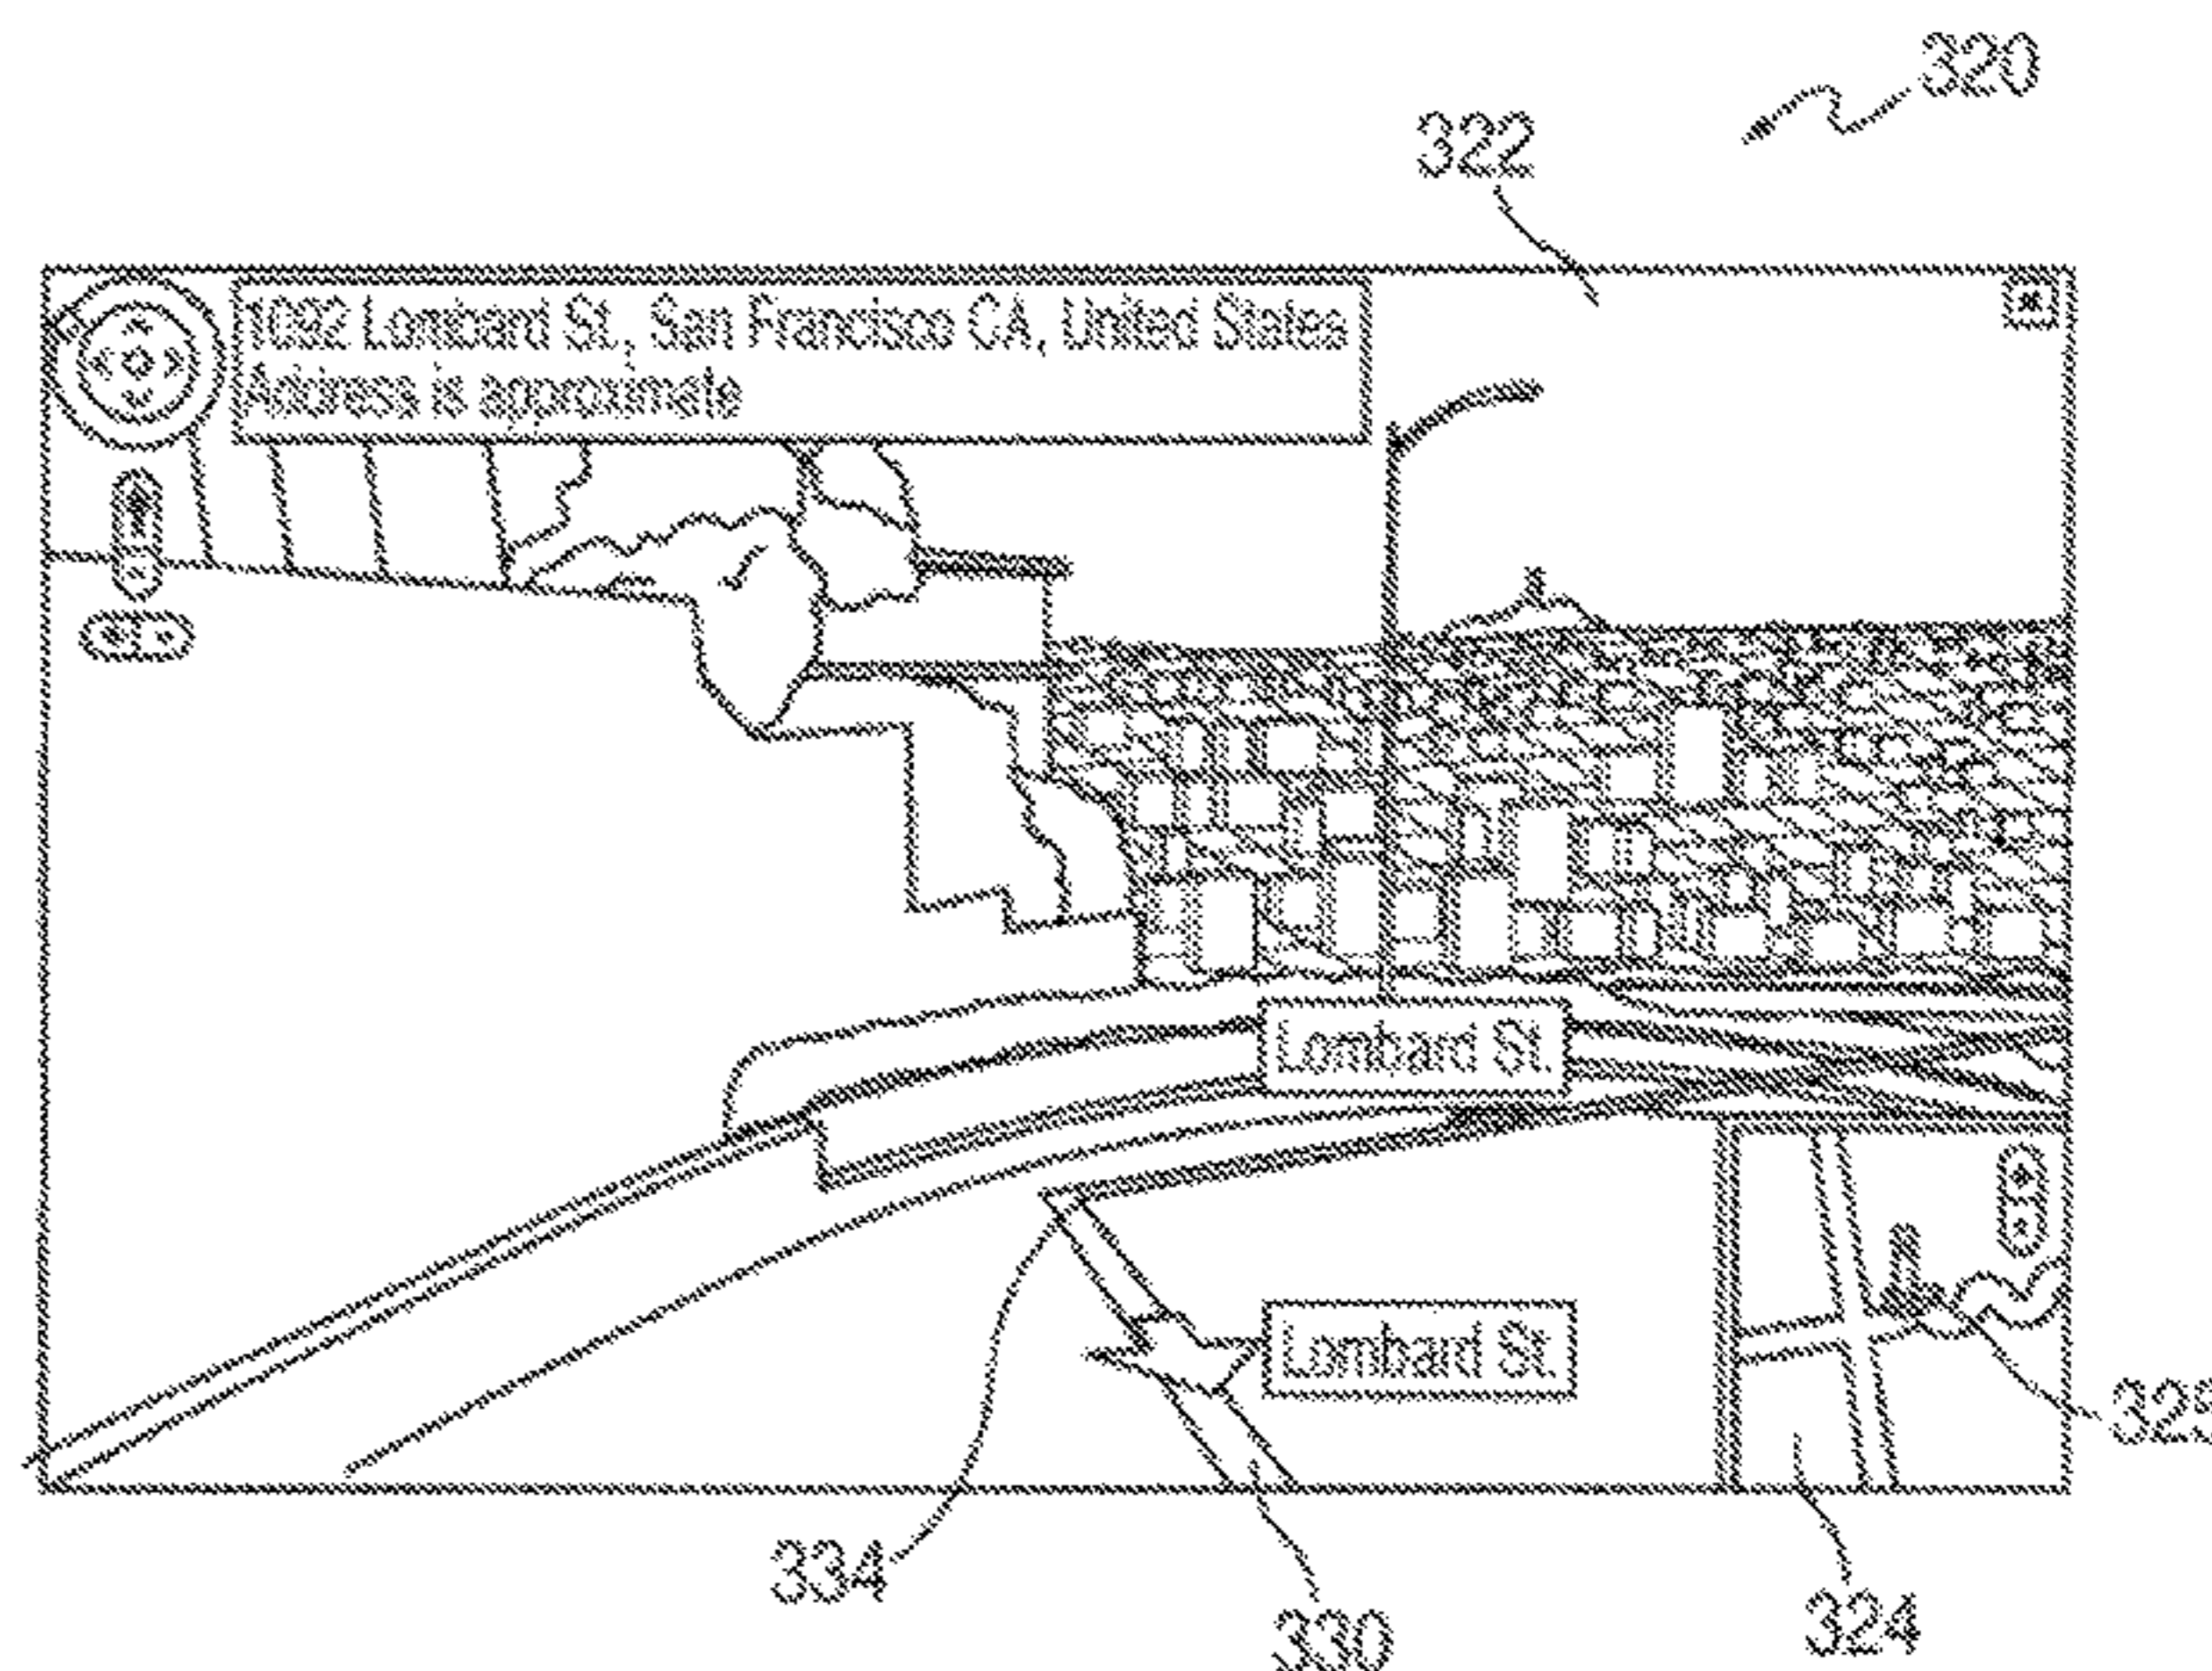 320
322
1092 Lombard St., San Francisco CA, United States
Address is approximate
Lombard St.
Lombard St.
334
330
324